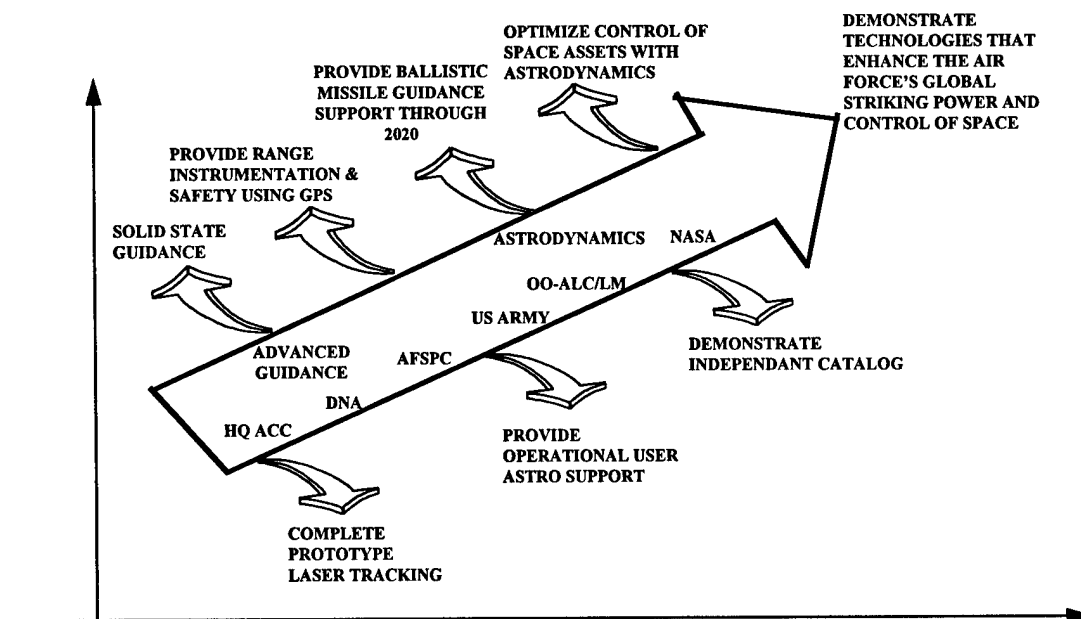 DEMONSTRATE
TECHNOLOGIES THAT
ENHANCE THE AIR
FORCE'S GLOBAL
STRIKING POWER AND
CONTROL OF SPACE
OPTIMIZE CONTROL OF
SPACE ASSETS WITH
ASTRODYNAMICS
PROVIDE BALLISTIC
MISSILE GUIDANCE
SUPPORT THROUGH
2020
PROVIDE RANGE
INSTRUMENTATION &
SAFETY USING GPS
SOLID STATE
GUIDANCE
ASTRODYNAMICS
NASA
OO-ALC/LM
US ARMY
AFSPC
ADVANCED
GUIDANCE
DNA
HQ ACC
DEMONSTRATE
INDEPENDANT CATALOG
PROVIDE
OPERATIONAL USER
ASTRO SUPPORT
COMPLETE
PROTOTYPE
LASER TRACKING